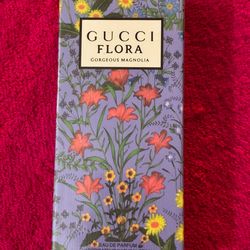 GUCCI
FLORA
GORGEOUS MAGNOLIA
EAU DE PARFUM